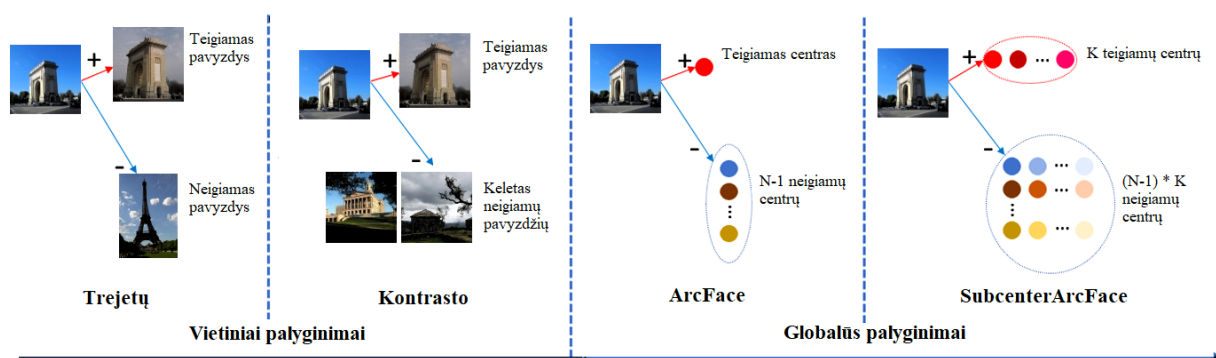 +
Teigiamas
pavyzdys
-
Neigiamas
pavyzdys
Trejetų
+
Teigiamas
pavyzdys
-
Keletas
neigiamų
pavyzdžių
Kontrasto
Vietiniai palyginimai
+
Teigiamas centras
-
N-1 neigiamų
centrų
ArcFace
+
...
K teigiamų centrų
-
...
...
...
(N-1) * K
neigiamų
centrų
SubcenterArcFace
Globalūs palyginimai